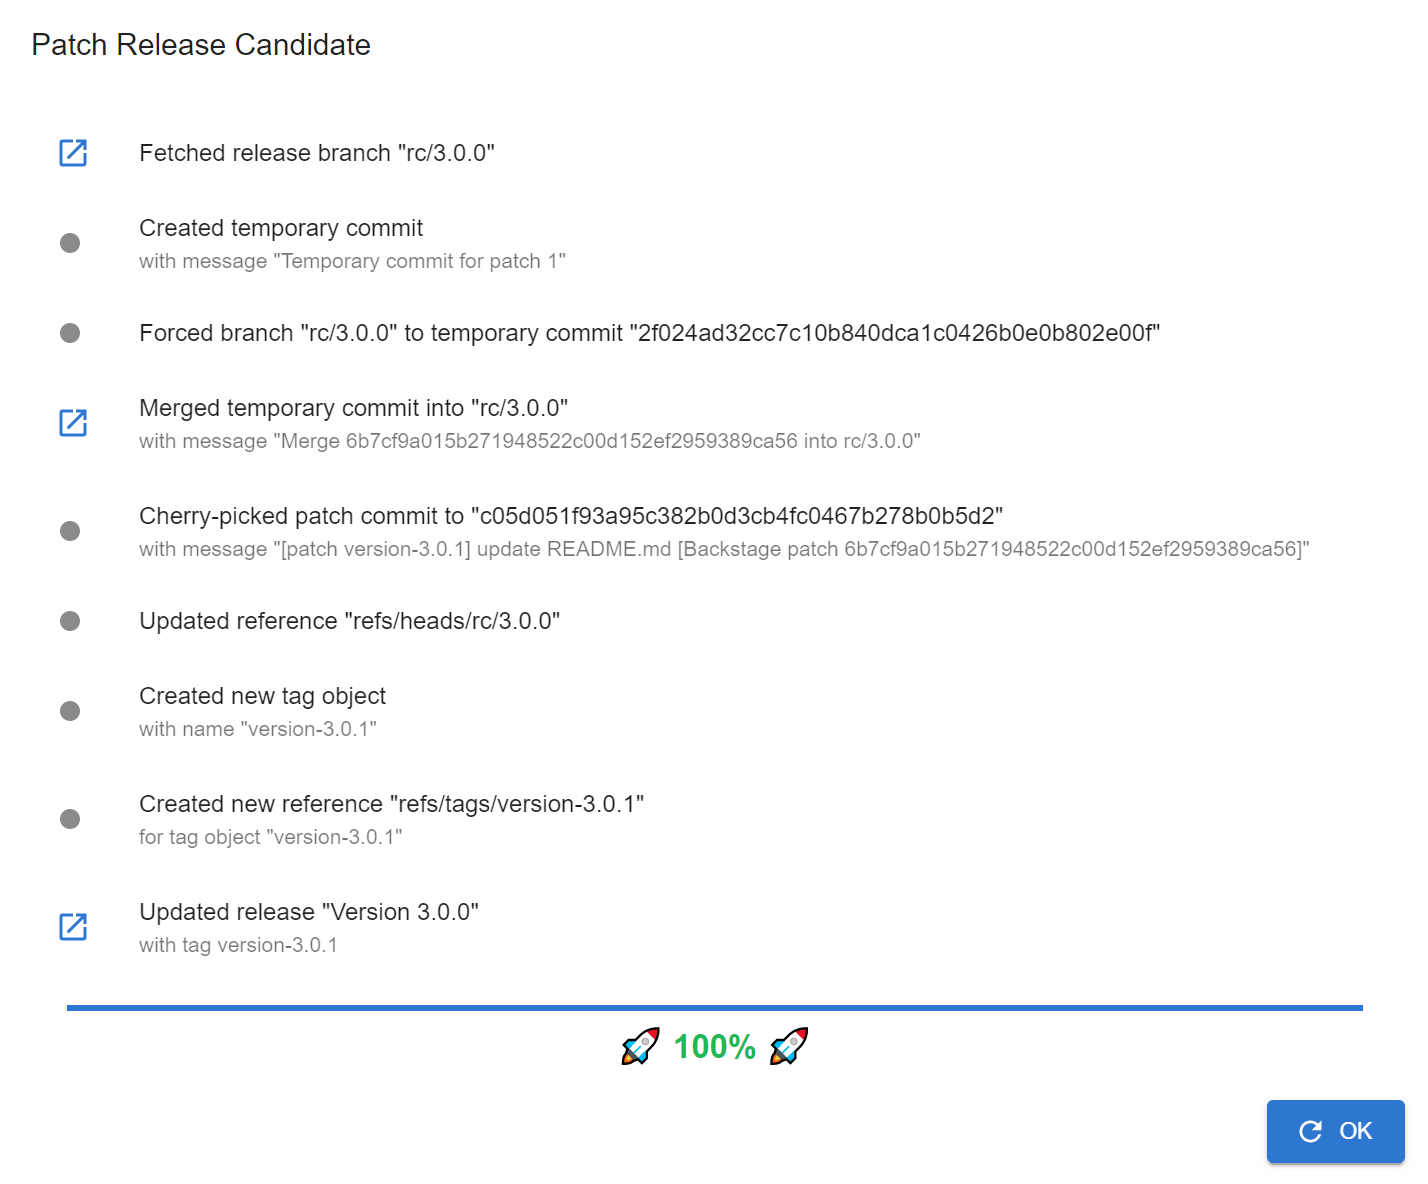 Patch Release Candidate
Fetched release branch "rc/3.0.0"
Created temporary commit
with message "Temporary commit for patch 1"
Forced branch "rc/3.0.0" to temporary commit "2f024ad32cc7c10b840dca1c0426b0e0b802e00f"
Merged temporary commit into "rc/3.0.0"
with message "Merge 6b7cf9a015b271948522c00d152ef2959389ca56 into rc/3.0.0"
Cherry-picked patch commit to "c05d051f93a95c382b0d3cb4fc0467b278b0b5d2"
with message "[patch version-3.0.1] update README.md [Backstage patch 6b7cf9a015b271948522c00d152ef2959389ca56]"
Updated reference "refs/heads/rc/3.0.0"
Created new tag object
with name "version-3.0.1"
Created new reference "refs/tags/version-3.0.1"
for tag object "version-3.0.1"
Updated release "Version 3.0.0"
with tag version-3.0.1
🚀 100% 🚀
OK